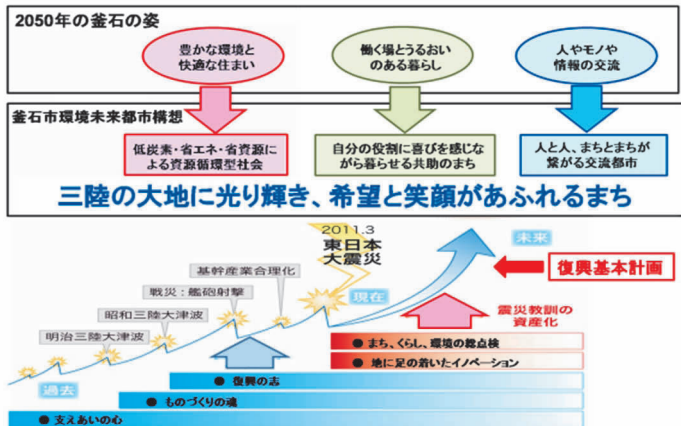 2050年の釜石の姿
豊かな環境と
快適な住まい
働く場とうるおい
のある暮らし
人やモノや
情報の交流
釜石市環境未来都市構想
低炭素・省エネ・省資源に
よる資源循環型社会
自分の役割に喜びを感じな
がら暮らせる共助のまち
人と人、まちとまちが
繋がる交流都市
三陸の大地に光り輝き、希望と笑顔があふれるまち
2011.3
東日本
大震災
未来
復興基本計画
基幹産業合理化
戦災：艦砲射撃
現在
昭和三陸大津波
震災教訓の
資産化
明治三陸大津波
● まち、くらし、環境の総点検
● 地に足の着いたイノベーション
過去
● 復興の志
● ものづくりの魂
● 支えあいの心